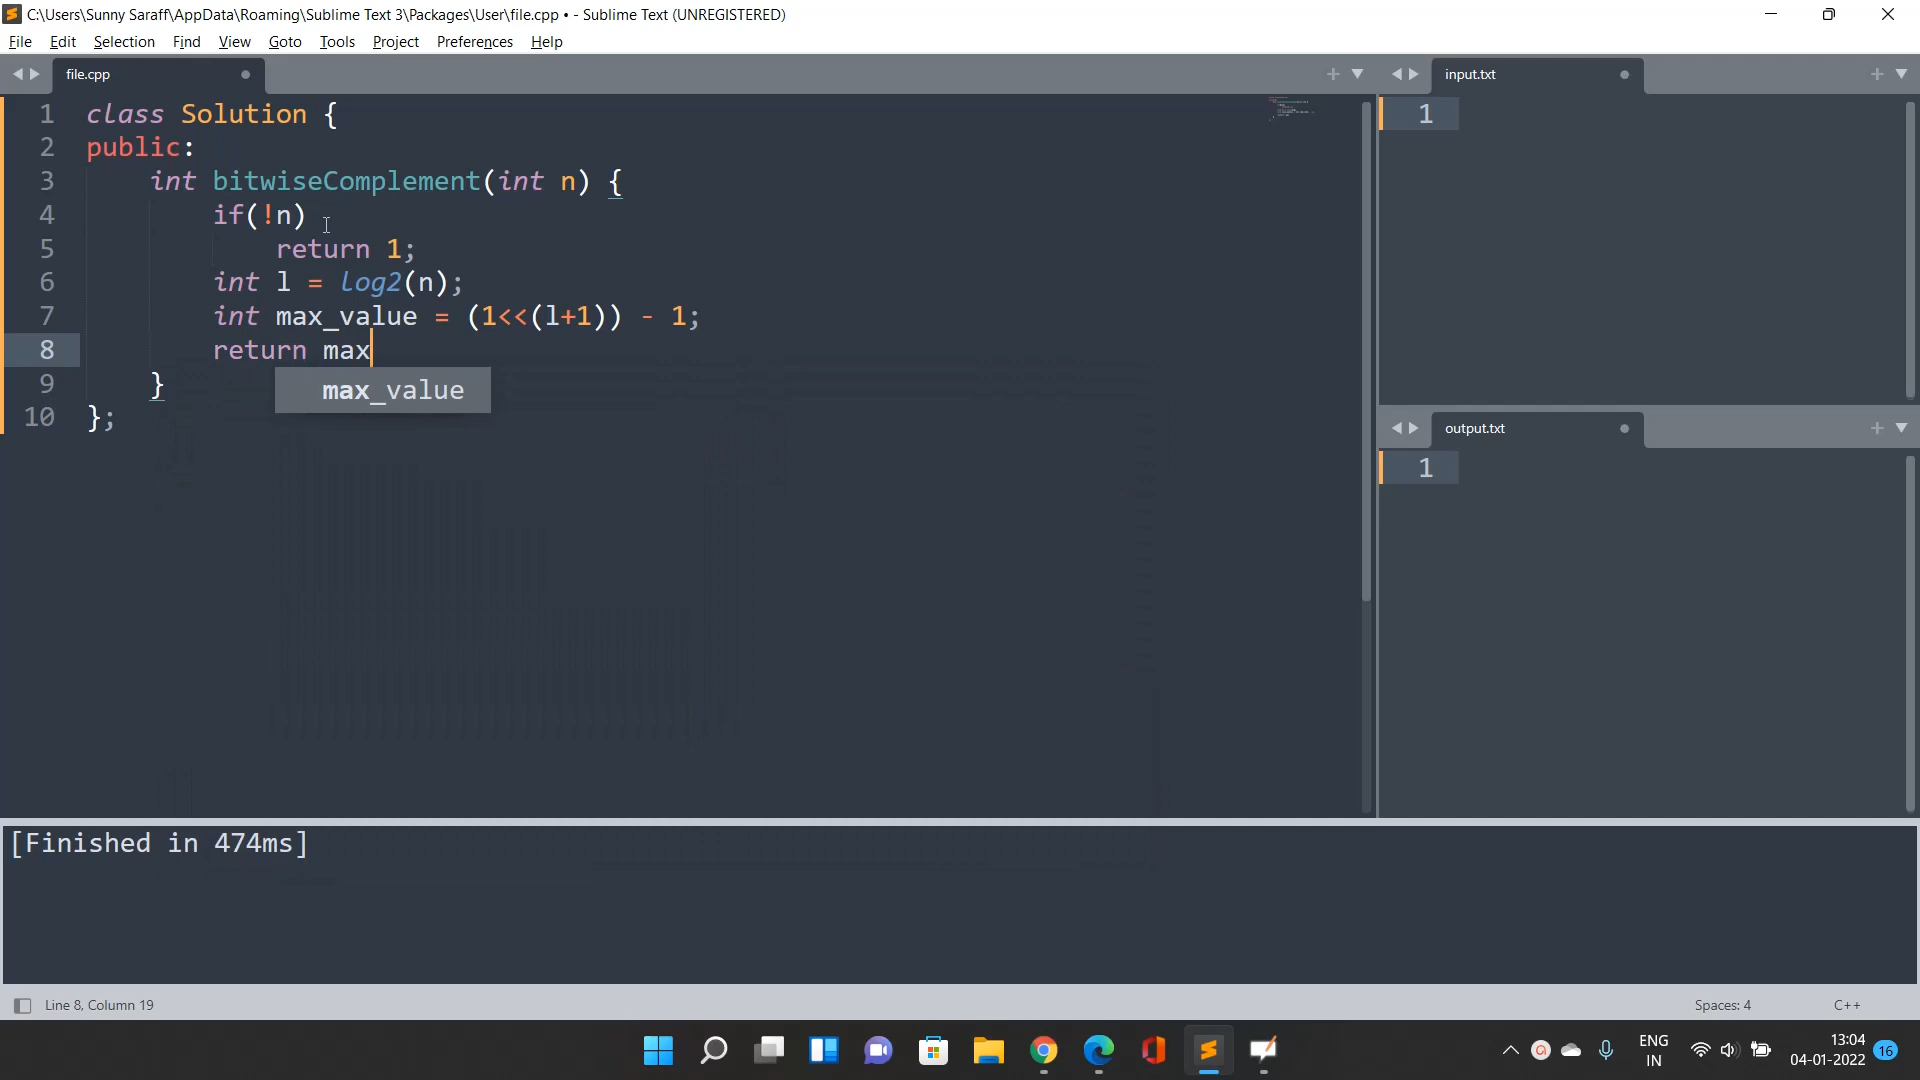 C:\Users\Sunny Saraff\AppData\Roaming\Sublime Text 3\Packages\User\file.cpp • - Sublime Text (UNREGISTERED)
File Edit Selection Find View Goto Tools Project Preferences Help
file.cpp
input.txt
1 class Solution {
2 public:
3 int bitwiseComplement(int n) {
4 if(!n)
5 return 1;
6 int l = log2(n);
7 int max_value = (1<<(l+1)) - 1;
8 return max
max_value
9 }
10 };
1
output.txt
1
[Finished in 474ms]
Line 8, Column 19
Spaces: 4
C++
ENG
IN
13:04
04-01-2022
16